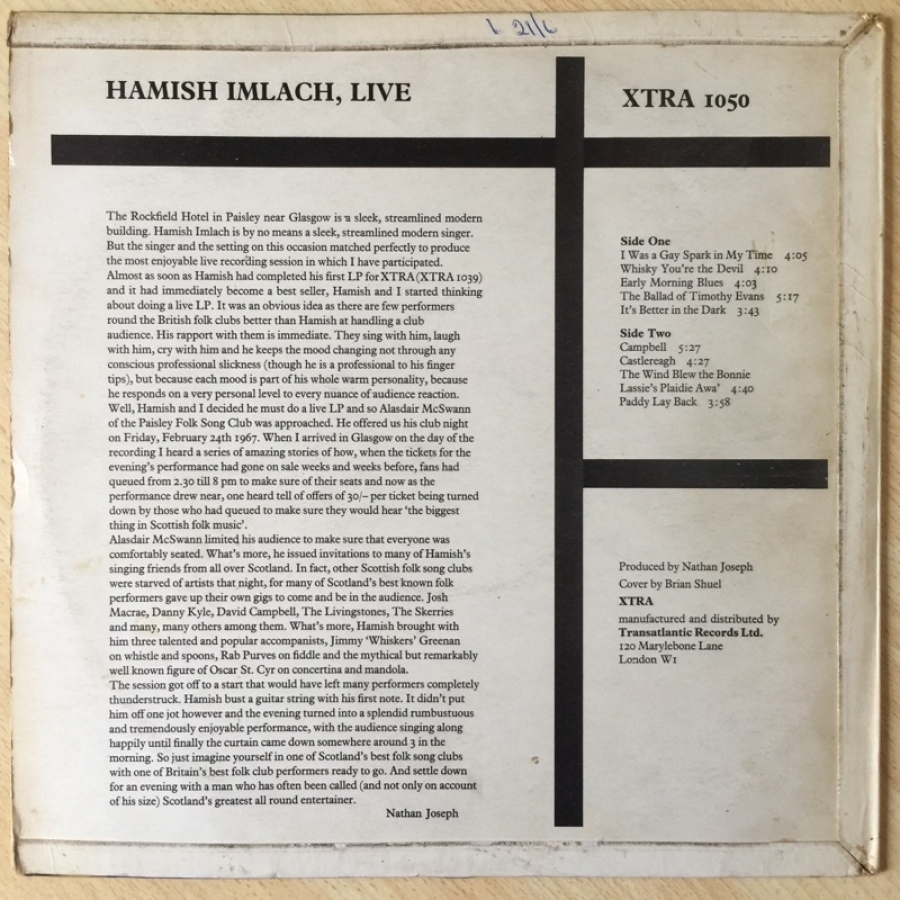 21/6
HAMISH IMLACH, LIVE
XTRA 1050
The Rockfield Hotel in Paisley near Glasgow is a sleek, streamlined modern
building. Hamish Imlach is by no means a sleek, streamlined modern singer.
But the singer and the setting on this occasion matched perfectly to produce
the most enjoyable live recording session in which I have participated.
Almost as soon as Hamish had completed his first LP for XTRA (XTRA 1039)
and it had immediately become a best seller, Hamish and I started thinking
about doing a live LP. It was an obvious idea as there are few performers
round the British folk clubs better than Hamish at handling a club
audience. His rapport with them is immediate. They sing with him, laugh
with him, cry with him and he keeps the mood changing not through any
conscious professional slickness (though he is a professional to his finger
tips), but because each mood is part of his whole warm personality, because
he responds on a very personal level to every nuance of audience reaction.
Well, Hamish and I decided he must do a live LP and so Alasdair McSwann
of the Paisley Folk Song Club was approached. He offered us his club night
on Friday, February 24th 1967. When I arrived in Glasgow on the day of the
recording I heard a series of amazing stories of how, when the tickets for the
evening's performance had gone on sale weeks and weeks before, fans had
queued from 2.30 till 8 pm to make sure of their seats and now as the
performance drew near, one heard tell of offers of 30/– per ticket being turned
down by those who had queued to make sure they would hear 'the biggest
thing in Scottish folk music'.
Alasdair McSwann limited his audience to make sure that everyone was
comfortably seated. What's more, he issued invitations to many of Hamish's
singing friends from all over Scotland. In fact, other Scottish folk song clubs
were starved of artists that night, for many of Scotland's best known folk
performers gave up their own gigs to come and be in the audience. Josh
Macrae, Danny Kyle, David Campbell, The Livingstones, The Skerries
and many, many others among them. What's more, Hamish brought with
him three talented and popular accompanists, Jimmy 'Whiskers' Greenan
on whistle and spoons, Rab Purves on fiddle and the mythical but remarkably
well known figure of Oscar St. Cyr on concertina and mandola.
The session got off to a start that would have left many performers completely
thunderstruck. Hamish bust a guitar string with his first note. It didn't put
him off one jot however and the evening turned into a splendid rumbustuous
and tremendously enjoyable performance, with the audience singing along
happily until finally the curtain came down somewhere around 3 in the
morning. So just imagine yourself in one of Scotland's best folk song clubs
with one of Britain's best folk club performers ready to go. And settle down
for an evening with a man who has often been called (and not only on account
of his size) Scotland's greatest all round entertainer.
Nathan Joseph
Side One
I Was a Gay Spark in My Time 4:05
Whisky You're the Devil 4:10
Early Morning Blues 4:03
The Ballad of Timothy Evans 5:17
It's Better in the Dark 3:43
Side Two
Campbell 5:27
Castlereagh 4:27
The Wind Blew the Bonnie
Lassie's Plaidie Awa' 4:40
Paddy Lay Back 3:58
Produced by Nathan Joseph
Cover by Brian Shuel
XTRA
manufactured and distributed by
Transatlantic Records Ltd.
120 Marylebone Lane
London W1